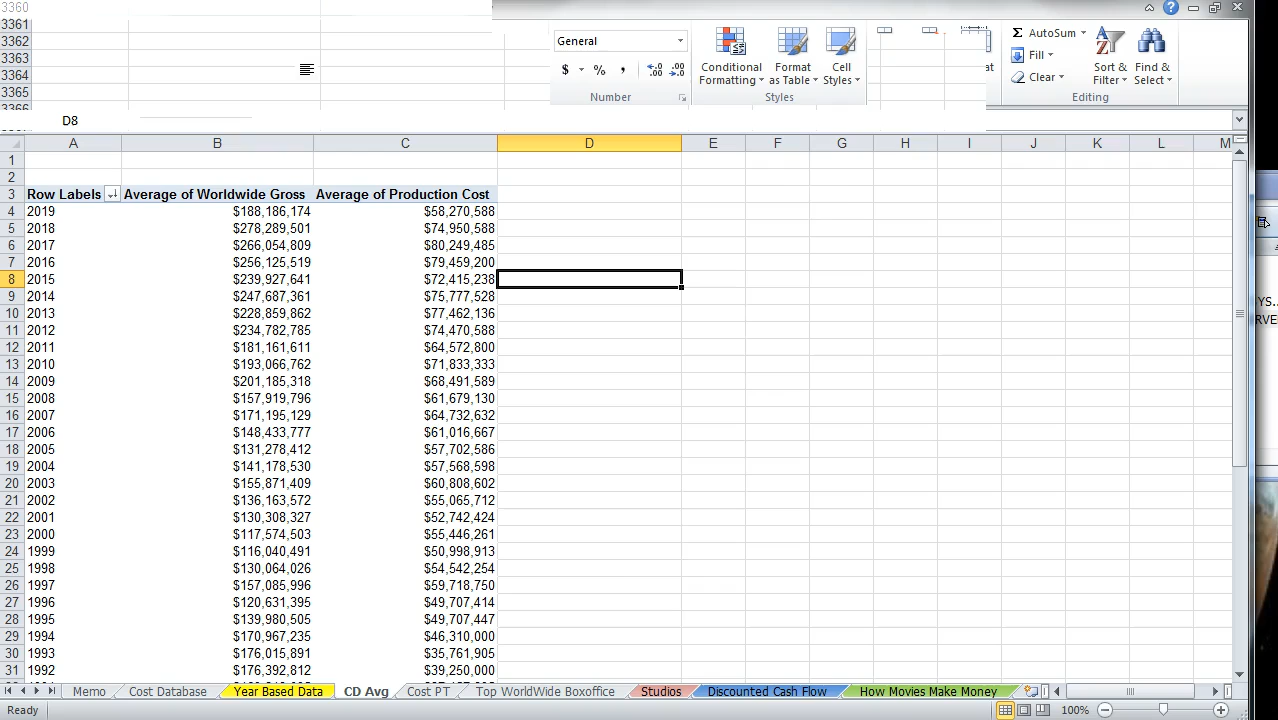 3360
3361
3362
3363
3364
3365
3366
General
$ % , .00 .00
Conditional Formatting
Format as Table
Cell Styles
AutoSum
Fill
Clear
Sort & Filter
Find & Select
Number
Styles
Editing
D8
A B C D E F G H I J K L M
1
2
3 Row Labels Average of Worldwide Gross Average of Production Cost
4 2019 $188,186,174 $58,270,588
5 2018 $278,289,501 $74,950,588
6 2017 $266,054,809 $80,249,485
7 2016 $256,125,519 $79,459,200
8 2015 $239,927,641 $72,415,238
9 2014 $247,687,361 $75,777,528
10 2013 $228,859,862 $77,462,136
11 2012 $234,782,785 $74,470,588
12 2011 $181,161,611 $64,572,800
13 2010 $193,066,762 $71,833,333
14 2009 $201,185,318 $68,491,589
15 2008 $157,919,796 $61,679,130
16 2007 $171,195,129 $64,732,632
17 2006 $148,433,777 $61,016,667
18 2005 $131,278,412 $57,702,586
19 2004 $141,178,530 $57,568,598
20 2003 $155,871,409 $60,808,602
21 2002 $136,163,572 $55,065,712
22 2001 $130,308,327 $52,742,424
23 2000 $117,574,503 $55,446,261
24 1999 $116,040,491 $50,998,913
25 1998 $130,064,026 $54,542,254
26 1997 $157,085,996 $59,718,750
27 1996 $120,631,395 $49,707,414
28 1995 $139,980,505 $49,707,447
29 1994 $170,967,235 $46,310,000
30 1993 $176,015,891 $35,761,905
31 1992 $176,392,812 $39,250,000
Memo Cost Database Year Based Data CD Avg Cost PT Top WorldWide Boxoffice Studios Discounted Cash Flow How Movies Make Money
Ready 100%